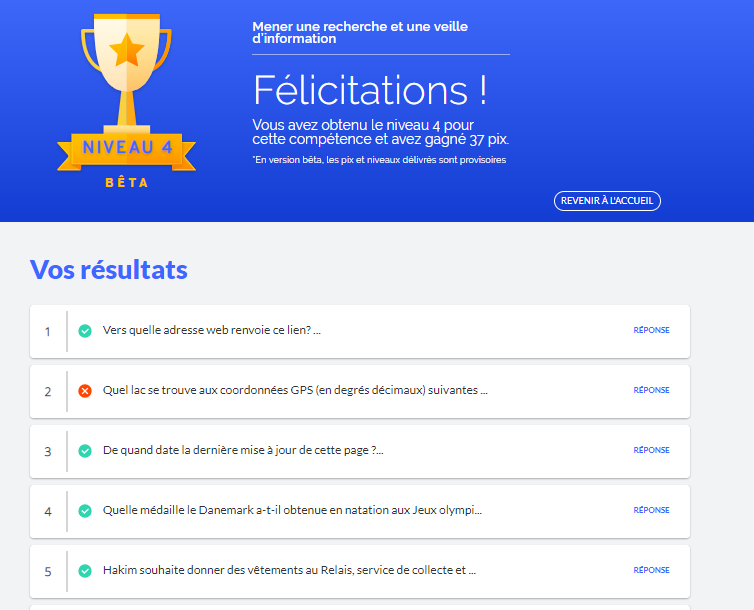 Mener une recherche et une veille
d'information
Félicitations !
Vous avez obtenu le niveau 4 pour
cette compétence et avez gagné 37 pix.
*En version bêta, les pix et niveaux délivrés sont provisoires
NIVEAU 4
BÊTA
REVENIR À L'ACCUEIL
Vos résultats
1 Vers quelle adresse web renvoie ce lien? ... RÉPONSE
2 Quel lac se trouve aux coordonnées GPS (en degrés décimaux) suivantes ... RÉPONSE
3 De quand date la dernière mise à jour de cette page ?... RÉPONSE
4 Quelle médaille le Danemark a-t-il obtenue en natation aux Jeux olympi... RÉPONSE
5 Hakim souhaite donner des vêtements au Relais, service de collecte et ... RÉPONSE